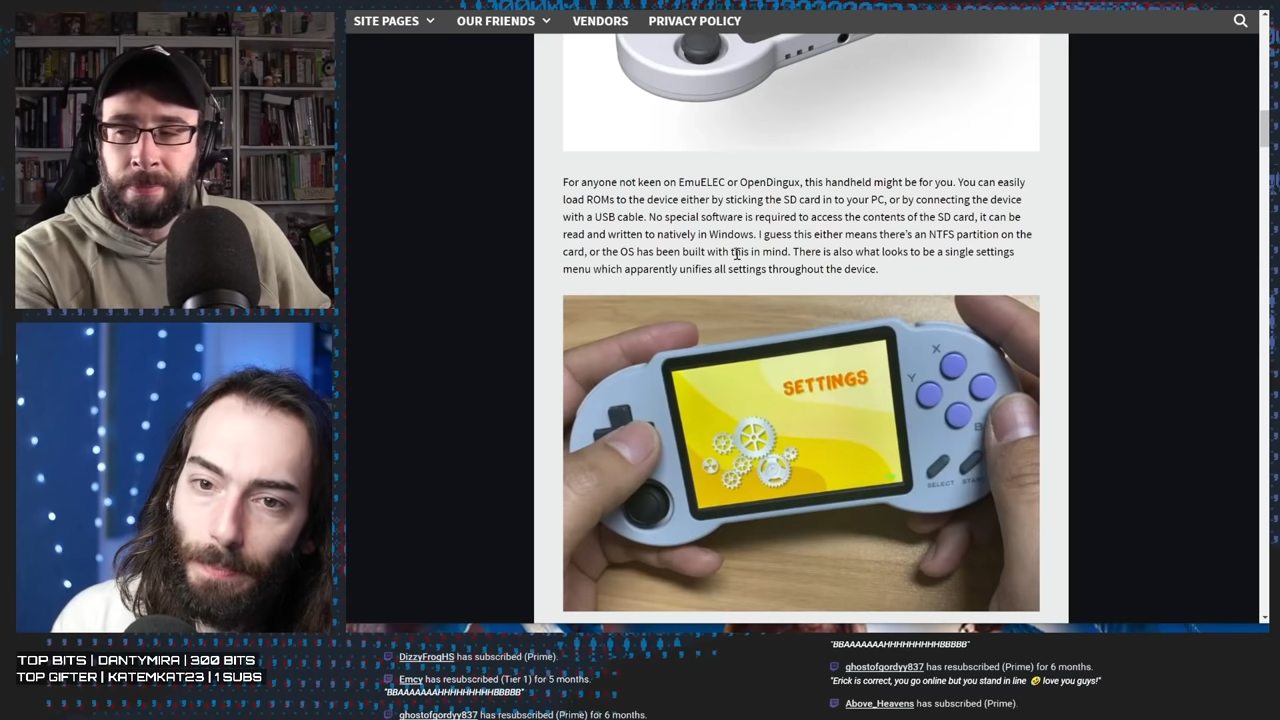 SITE PAGES
OUR FRIENDS
VENDORS
PRIVACY POLICY
For anyone not keen on EmuELEC or OpenDingux, this handheld might be for you. You can easily
load ROMs to the device either by sticking the SD card in to your PC, or by connecting the device
with a USB cable. No special software is required to access the contents of the SD card, it can be
read and written to natively in Windows. I guess this either means there's an NTFS partition on the
card, or the OS has been built with this in mind. There is also what looks to be a single settings
menu which apparently unifies all settings throughout the device.
SETTINGS
X
Y
B
SELECT
TOP BITS | DANTYMIRA | 300 BITS
TOP GIFTER | KATEMKAT23 | 1 SUBS
DizzyFrogHS has subscribed (Prime).
Emcy has resubscribed (Tier 1) for 5 months.
"BBAAAAAAAHHHHHHHHHBBBBB"
ghostofgordyy837 has resubscribed (Prime) for 6 months.
"BBAAAAAAAHHHHHHHHHBBBBB"
ghostofgordyy837 has resubscribed (Prime) for 6 months.
"Erick is correct, you go online but you stand in line 🤣 love you guys!"
Above_Heavens has subscribed (Prime).